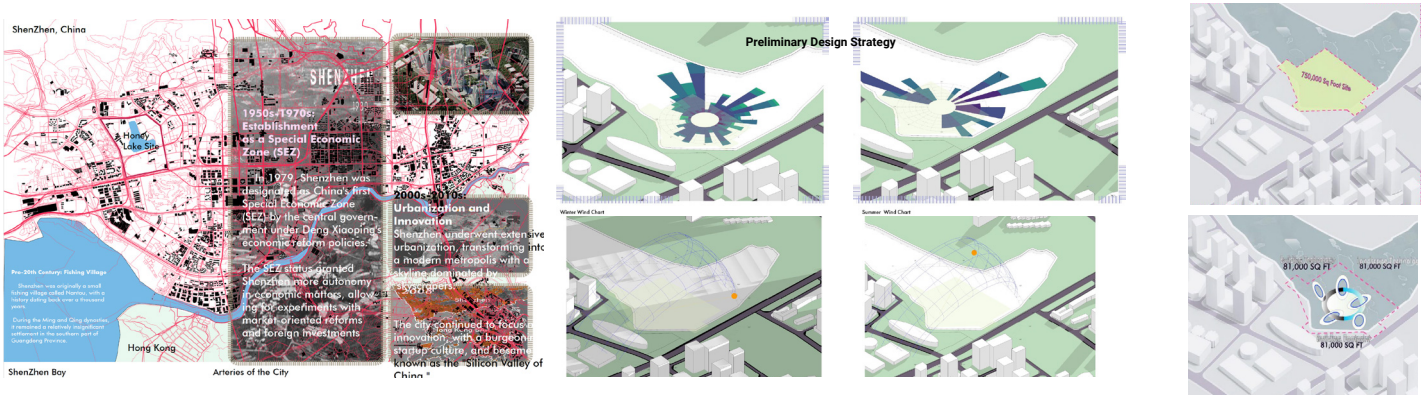 ShenZhen, China
Honey
Lake Site
Pre-20th Century: Fishing Village
Shenzhen was originally a small
fishing village called Nantou, with a
history dating back over a thousand
years.
During the Ming and Qing dynasties,
it remained a relatively insignificant
settlement in the southern part of
Guangdong Province.
Hong Kong
ShenZhen Bay
Arteries of the City
SHENZHEN
1950s-1970s:
Establishment
as a Special Economic
Zone (SEZ)
In 1979, Shenzhen was
designated as China's first
Special Economic Zone
(SEZ) by the central govern-
ment under Deng Xiaoping's
economic reform policies.
The SEZ status granted
Shenzhen more autonomy
in economic matters, allow-
ing for experiments with
market-oriented reforms
and foreign investments
2000s-2010s:
Urbanization and
Innovation
Shenzhen underwent extensive
urbanization, transforming into
a modern metropolis with a
skyline dominated by
skyscrapers.
The city continued to focus
innovation, with a burgeon
startup culture, and became
known as the "Silicon Valley of
China."
Preliminary Design Strategy
Winter Wind Chart
Summer Wind Chart
750,000 Sq Foot Site
81,000 SQ FT
81,000 SQ FT
81,000 SQ FT